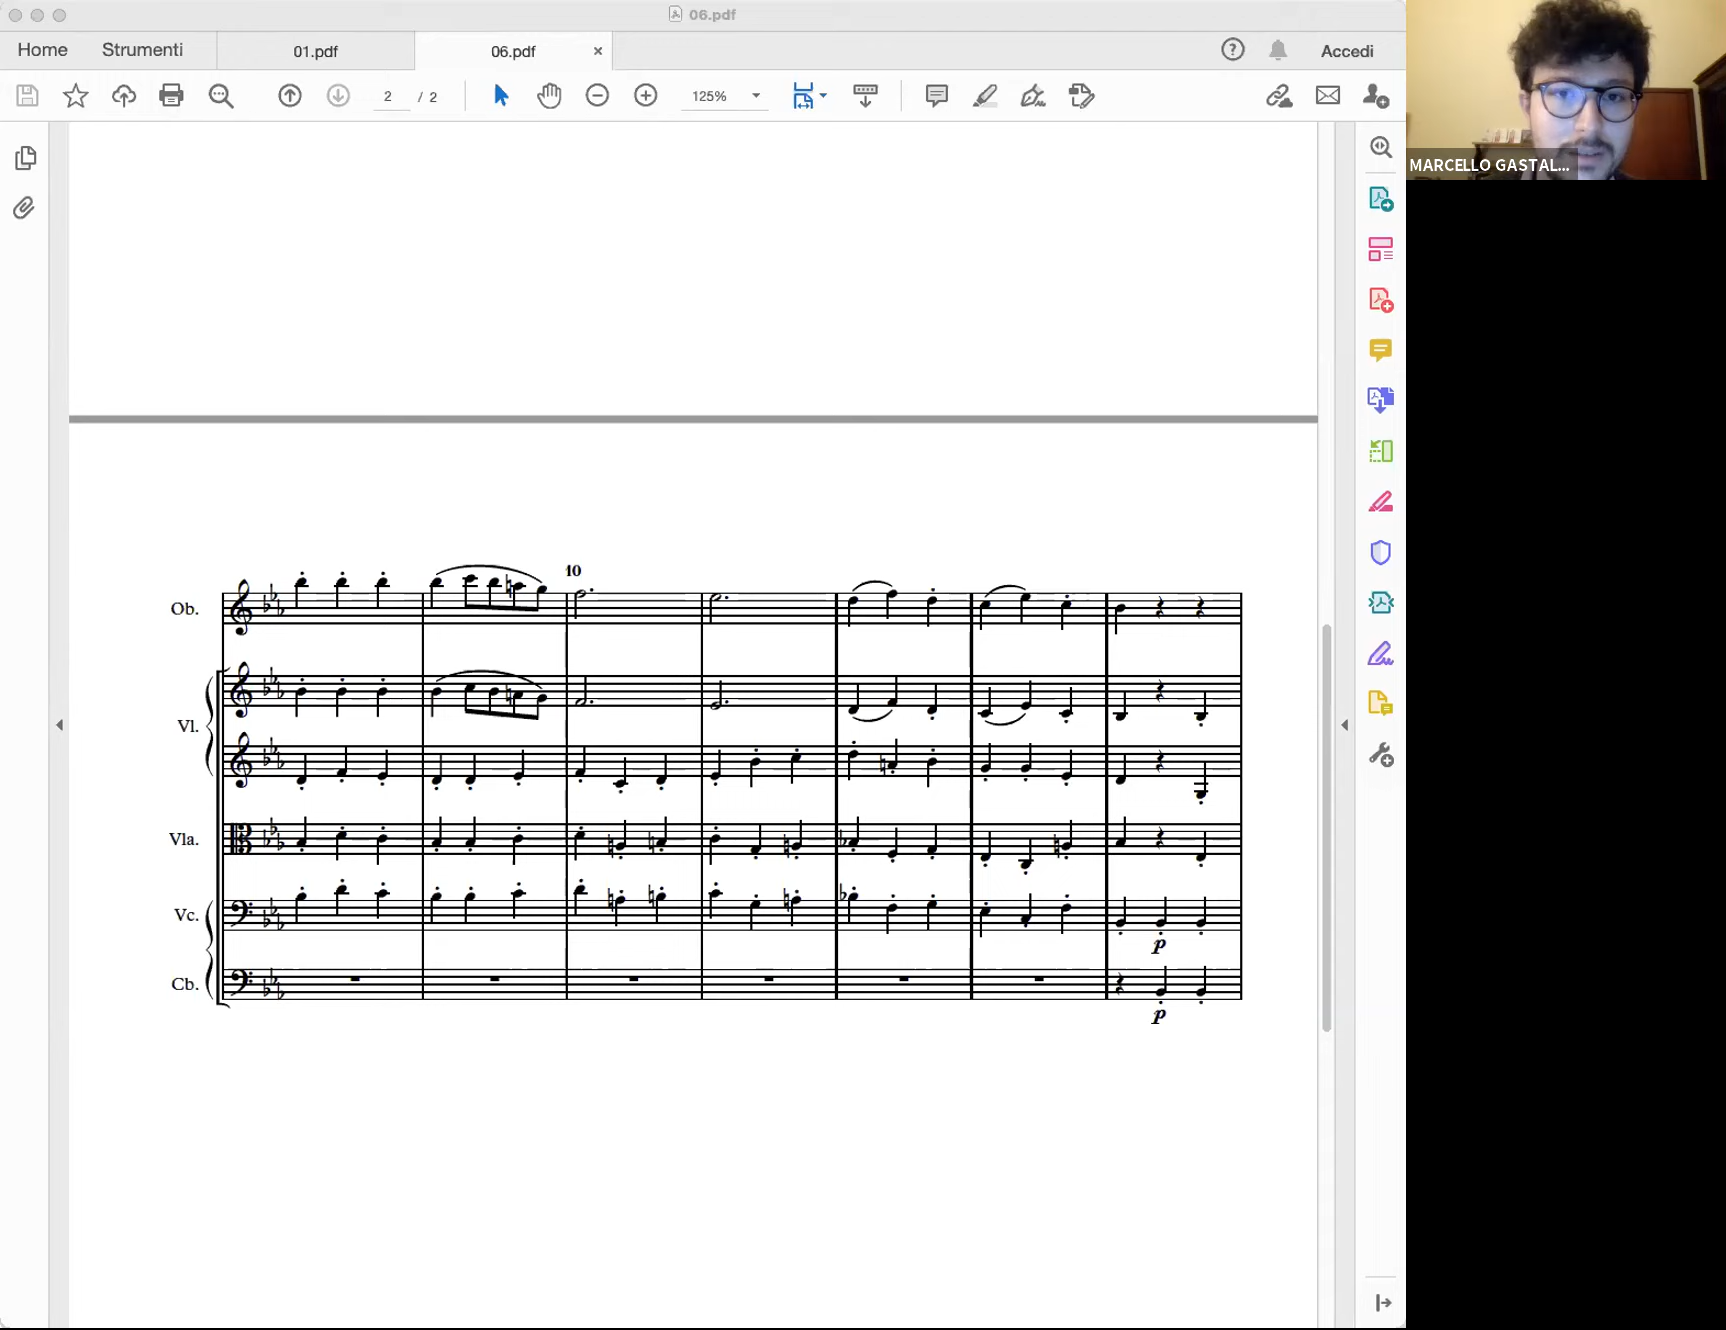 06.pdf
Home Strumenti 01.pdf 06.pdf × Accedi
2 / 2 125%
MARCELLO GASTAL...
10
Ob.
Vl.
Vla.
Vc.
p
Cb.
p